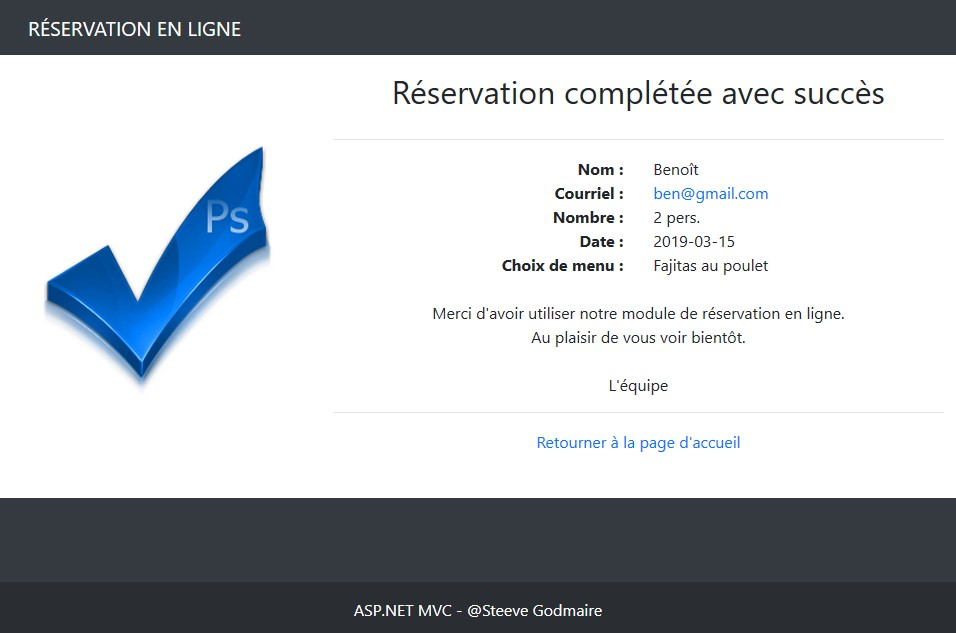 RÉSERVATION EN LIGNE
Réservation complétée avec succès
Ps
Nom : Benoît
Courriel : ben@gmail.com
Nombre : 2 pers.
Date : 2019-03-15
Choix de menu : Fajitas au poulet
Merci d'avoir utiliser notre module de réservation en ligne.
Au plaisir de vous voir bientôt.
L'équipe
Retourner à la page d'accueil
ASP.NET MVC - @Steeve Godmaire